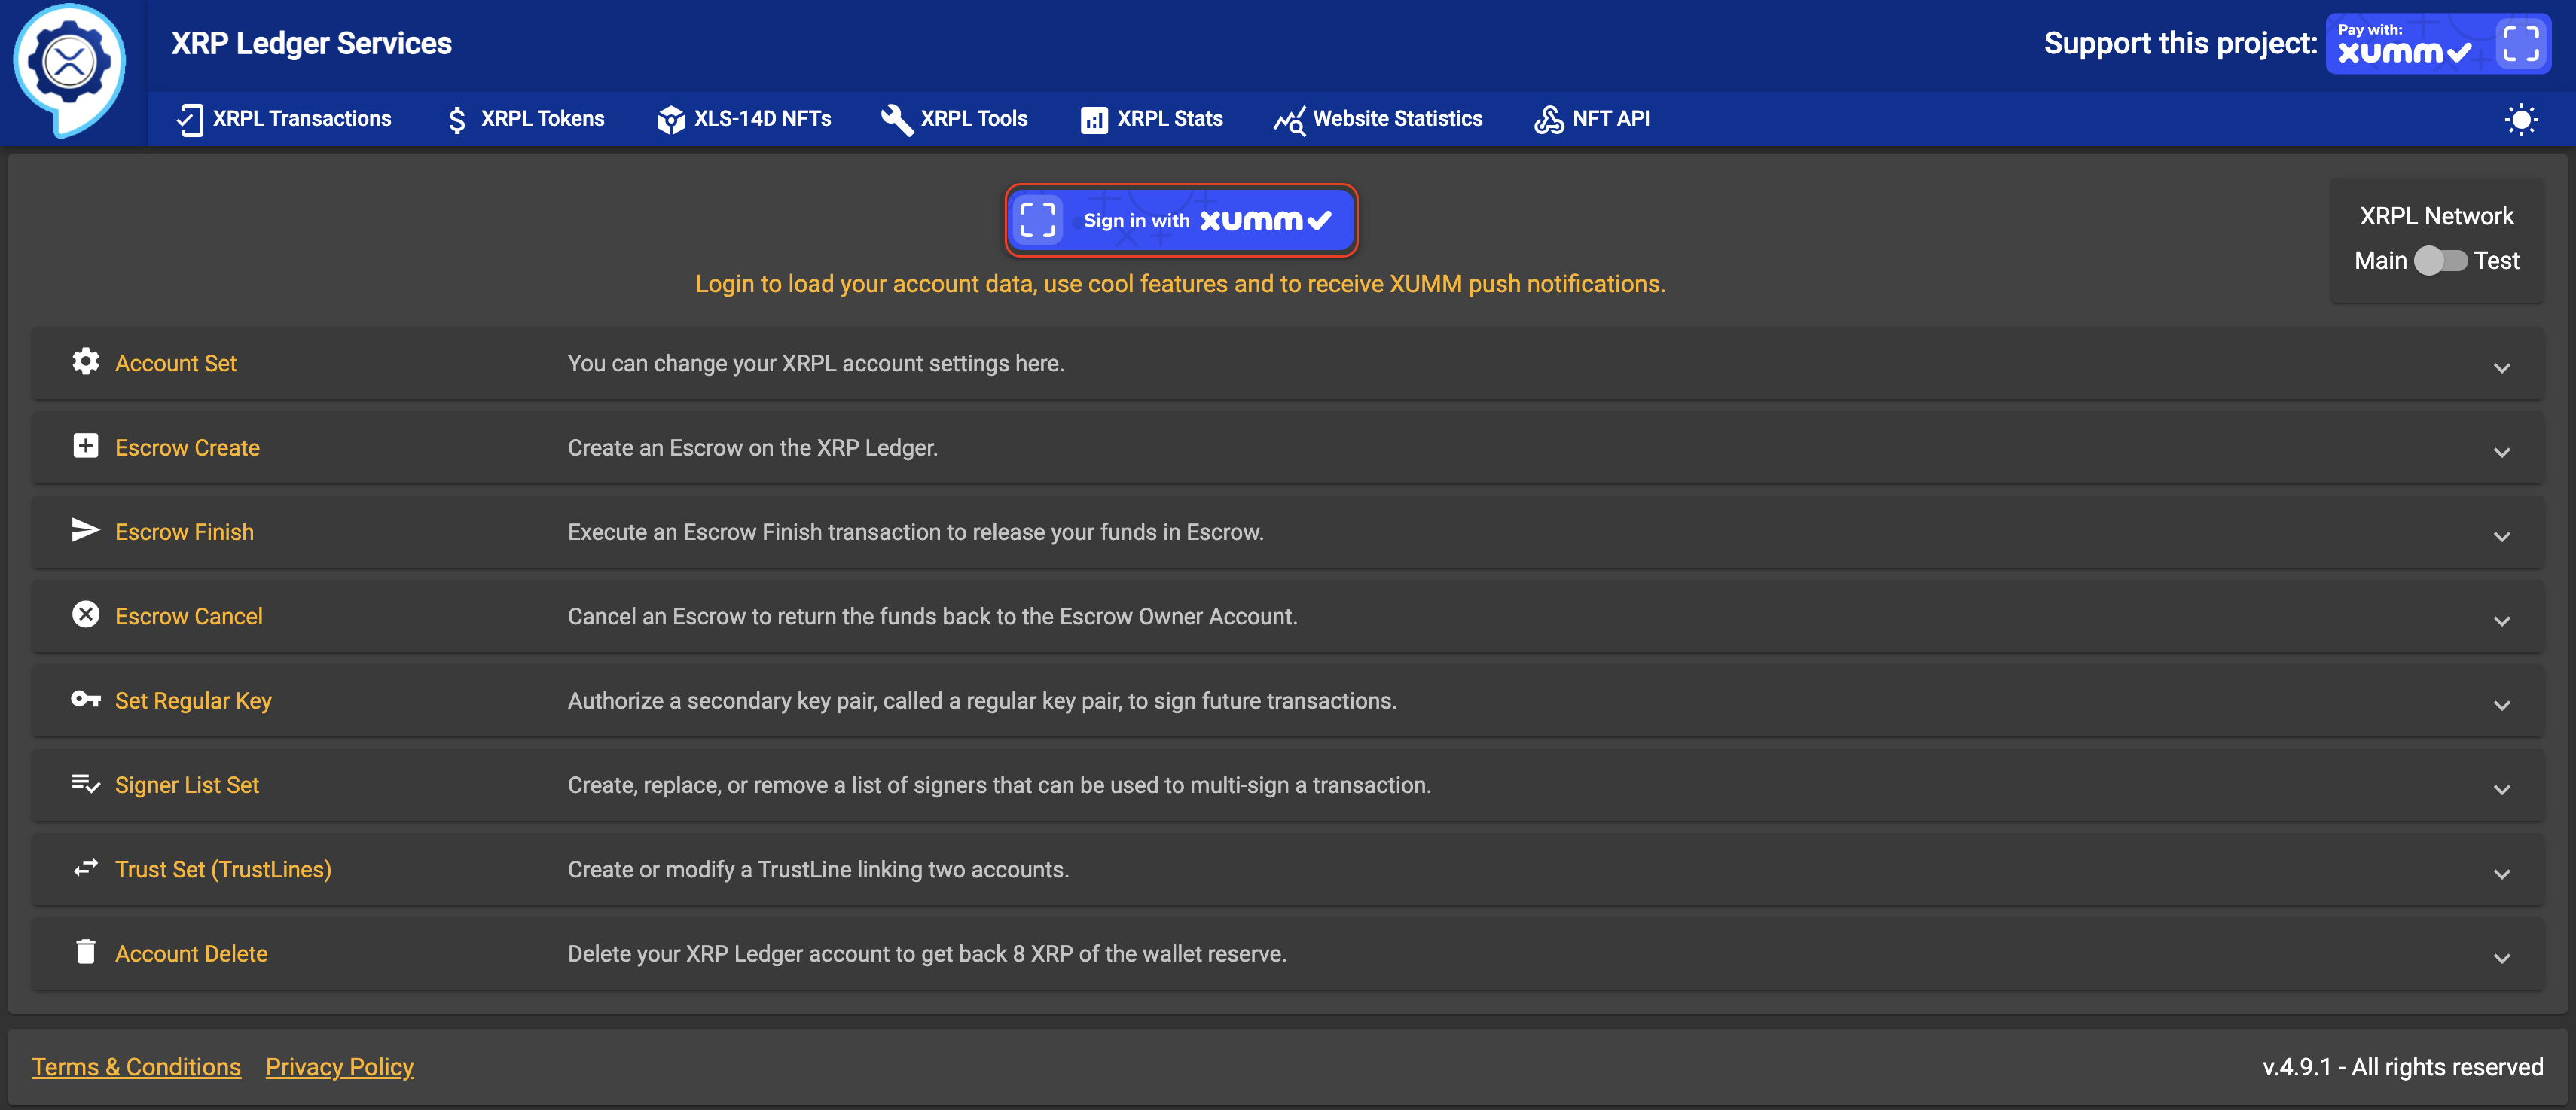 XRP Ledger Services
Support this project:
Pay with:
xumm
XRPL Transactions
XRPL Tokens
XLS-14D NFTs
XRPL Tools
XRPL Stats
Website Statistics
NFT API
Sign in with xumm
XRPL Network
Main Test
Login to load your account data, use cool features and to receive XUMM push notifications.
Account Set You can change your XRPL account settings here.
Escrow Create Create an Escrow on the XRP Ledger.
Escrow Finish Execute an Escrow Finish transaction to release your funds in Escrow.
Escrow Cancel Cancel an Escrow to return the funds back to the Escrow Owner Account.
Set Regular Key Authorize a secondary key pair, called a regular key pair, to sign future transactions.
Signer List Set Create, replace, or remove a list of signers that can be used to multi-sign a transaction.
Trust Set (TrustLines) Create or modify a TrustLine linking two accounts.
Account Delete Delete your XRP Ledger account to get back 8 XRP of the wallet reserve.
Terms & Conditions Privacy Policy v.4.9.1 - All rights reserved